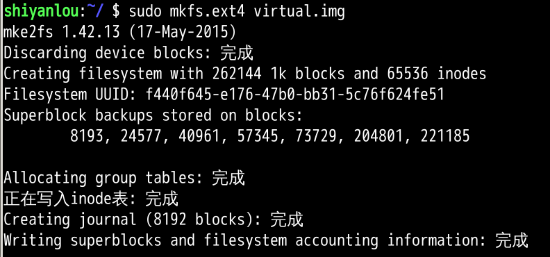 shiyanlou:~/ $ sudo mkfs.ext4 virtual.img
mke2fs 1.42.13 (17-May-2015)
Discarding device blocks: 完成
Creating filesystem with 262144 1k blocks and 65536 inodes
Filesystem UUID: f440f645-e176-47b0-bb31-5c76f624fe51
Superblock backups stored on blocks:
8193, 24577, 40961, 57345, 73729, 204801, 221185
Allocating group tables: 完成
正在写入inode表: 完成
Creating journal (8192 blocks): 完成
Writing superblocks and filesystem accounting information: 完成